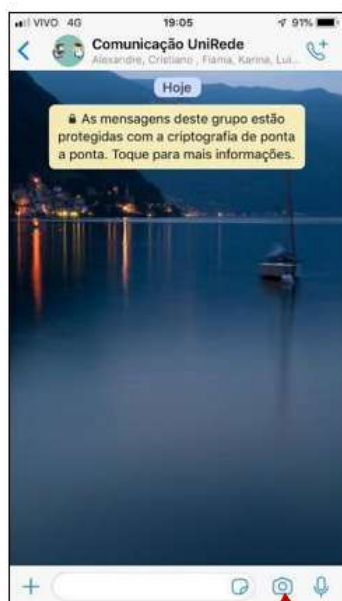 VIVO 4G 19:05 91%
Comunicação UniRede
Alexandre, Cristiano, Fiama, Karina, Lui...
Hoje
As mensagens deste grupo estão
protegidas com a criptografia de ponta
a ponta. Toque para mais informações.